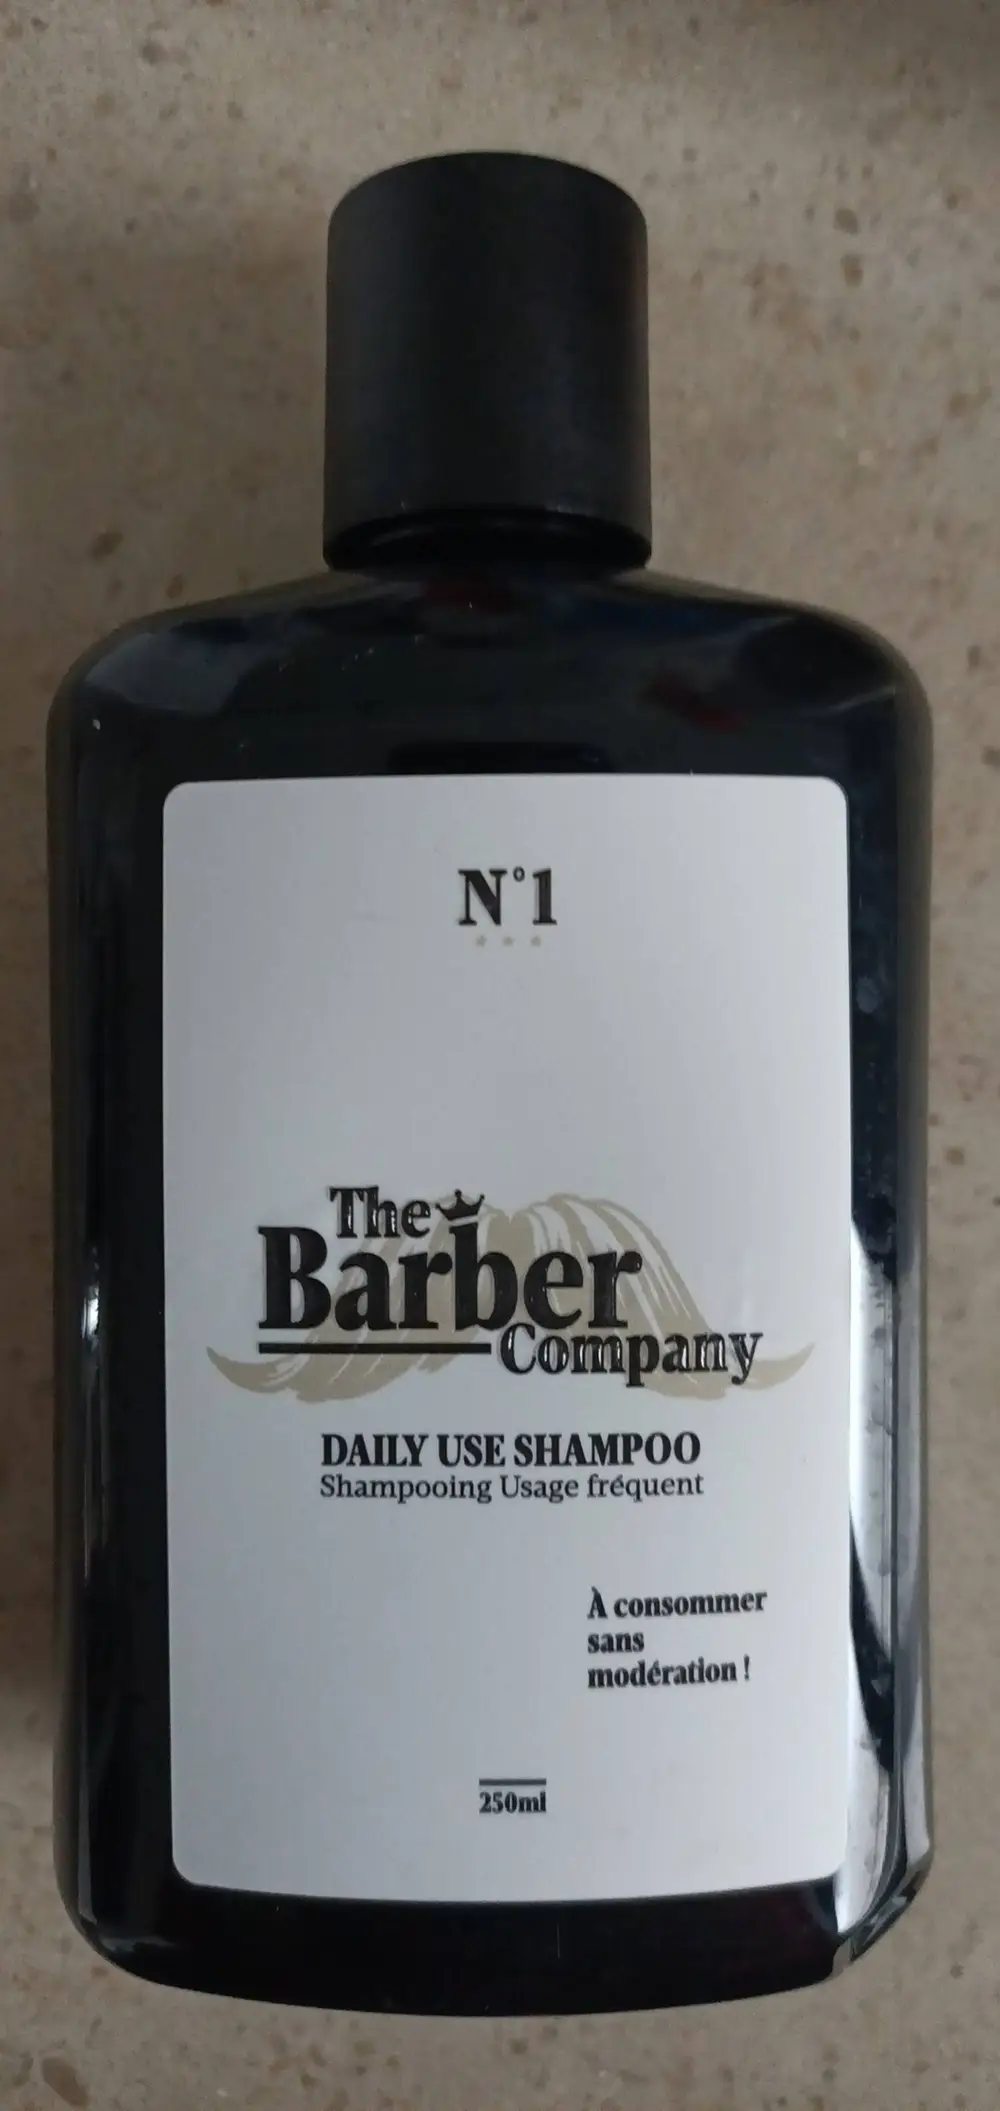 N°1
The
Barber
Company
DAILY USE SHAMPOO
Shampooing Usage fréquent
À consommer
sans
modération !
250ml